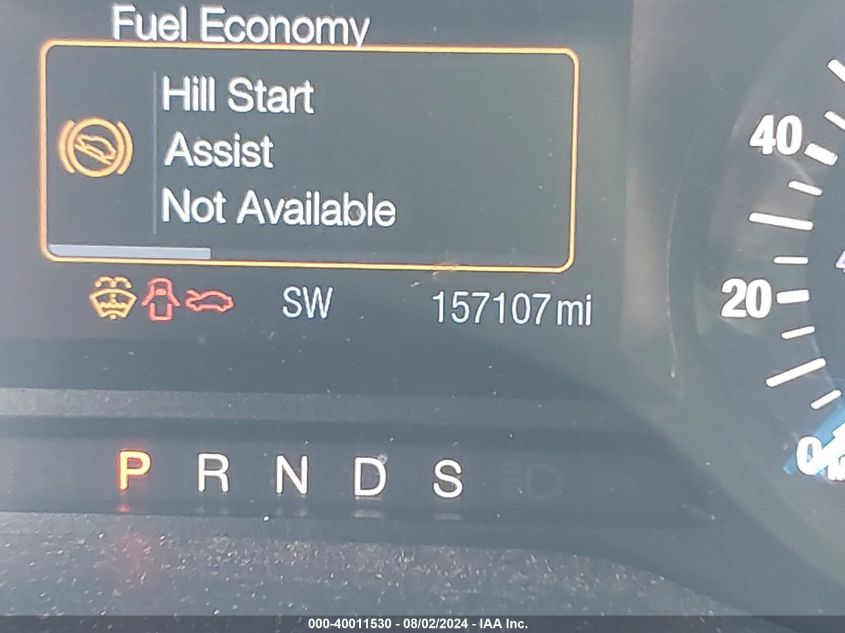 Fuel Economy
Hill Start
Assist
Not Available
SW 157107 mi
P R N D S
40
20
0
000-40011530 - 08/02/2024 - IAA Inc.